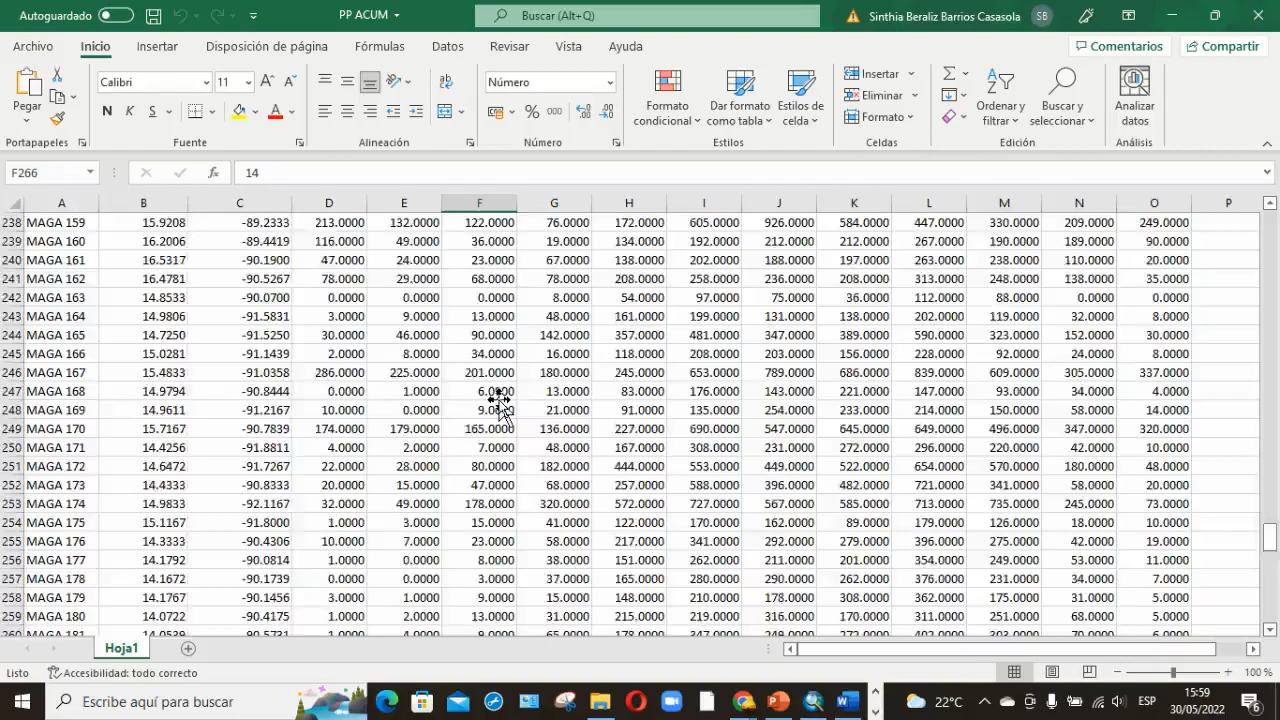 Autoguardado PP ACUM Buscar (Alt+Q) Sinthia Beraliz Barrios Casasola SB
Archivo Inicio Insertar Disposición de página Fórmulas Datos Revisar Vista Ayuda Comentarios Compartir
Pegar
Calibri 11
N K S
Número
% 000
Formato condicional
Dar formato como tabla
Estilos de celda
Insertar
Eliminar
Formato
Ordenar y filtrar
Buscar y seleccionar
Analizar datos
Portapapeles Fuente Alineación Número Estilos Celdas Edición Análisis
F266 fx 14
A B C D E F G H I J K L M N O P
238 MAGA 159 15.9208 -89.2333 213.0000 132.0000 122.0000 76.0000 172.0000 605.0000 926.0000 584.0000 447.0000 330.0000 209.0000 249.0000
239 MAGA 160 16.2006 -89.4419 116.0000 49.0000 36.0000 19.0000 134.0000 192.0000 212.0000 212.0000 267.0000 190.0000 189.0000 90.0000
240 MAGA 161 16.5317 -90.1900 47.0000 24.0000 23.0000 67.0000 138.0000 202.0000 188.0000 197.0000 263.0000 238.0000 110.0000 20.0000
241 MAGA 162 16.4781 -90.5267 78.0000 29.0000 68.0000 78.0000 208.0000 258.0000 236.0000 208.0000 313.0000 248.0000 138.0000 35.0000
242 MAGA 163 14.8533 -90.0700 0.0000 0.0000 0.0000 8.0000 54.0000 97.0000 75.0000 36.0000 112.0000 88.0000 0.0000 0.0000
243 MAGA 164 14.9806 -91.5831 3.0000 9.0000 13.0000 48.0000 161.0000 199.0000 131.0000 138.0000 202.0000 119.0000 32.0000 8.0000
244 MAGA 165 14.7250 -91.5250 30.0000 46.0000 90.0000 142.0000 357.0000 481.0000 347.0000 389.0000 590.0000 323.0000 152.0000 30.0000
245 MAGA 166 15.0281 -91.1439 2.0000 8.0000 34.0000 16.0000 118.0000 208.0000 203.0000 156.0000 228.0000 92.0000 24.0000 8.0000
246 MAGA 167 15.4833 -91.0358 286.0000 225.0000 201.0000 180.0000 245.0000 653.0000 789.0000 686.0000 839.0000 609.0000 305.0000 337.0000
247 MAGA 168 14.9794 -90.8444 0.0000 1.0000 13.0000 83.0000 176.0000 143.0000 221.0000 147.0000 93.0000 34.0000 4.0000
248 MAGA 169 14.9611 -91.2167 10.0000 0.0000 21.0000 91.0000 135.0000 254.0000 233.0000 214.0000 150.0000 58.0000 14.0000
249 MAGA 170 15.7167 -90.7839 174.0000 179.0000 165.0000 136.0000 227.0000 690.0000 547.0000 645.0000 649.0000 496.0000 347.0000 320.0000
250 MAGA 171 14.4256 -91.8811 4.0000 2.0000 7.0000 48.0000 167.0000 308.0000 231.0000 272.0000 296.0000 220.0000 42.0000 10.0000
251 MAGA 172 14.6472 -91.7267 22.0000 28.0000 80.0000 182.0000 444.0000 553.0000 449.0000 522.0000 654.0000 570.0000 180.0000 48.0000
252 MAGA 173 14.4333 -90.8333 20.0000 15.0000 47.0000 68.0000 257.0000 588.0000 396.0000 482.0000 721.0000 341.0000 58.0000 20.0000
253 MAGA 174 14.9833 -92.1167 32.0000 49.0000 178.0000 320.0000 572.0000 727.0000 567.0000 585.0000 713.0000 735.0000 245.0000 73.0000
254 MAGA 175 15.1167 -91.8000 1.0000 3.0000 15.0000 41.0000 122.0000 170.0000 162.0000 89.0000 179.0000 126.0000 18.0000 10.0000
255 MAGA 176 14.3333 -90.4306 10.0000 7.0000 23.0000 58.0000 217.0000 341.0000 292.0000 279.0000 396.0000 275.0000 42.0000 19.0000
256 MAGA 177 14.1792 -90.0814 1.0000 0.0000 8.0000 38.0000 151.0000 262.0000 211.0000 201.0000 354.0000 249.0000 53.0000 11.0000
257 MAGA 178 14.1672 -90.1739 0.0000 0.0000 3.0000 37.0000 165.0000 280.0000 290.0000 262.0000 376.0000 231.0000 34.0000 7.0000
258 MAGA 179 14.1767 -90.1456 3.0000 1.0000 9.0000 15.0000 148.0000 210.0000 178.0000 308.0000 362.0000 175.0000 31.0000 5.0000
259 MAGA 180 14.0722 -90.4175 1.0000 2.0000 13.0000 31.0000 215.0000 219.0000 316.0000 170.0000 311.0000 251.0000 68.0000 5.0000
Hoja1
Listo Accesibilidad: todo correcto 100 %
Escribe aquí para buscar 22°C ESP 15:59
30/05/2022 6